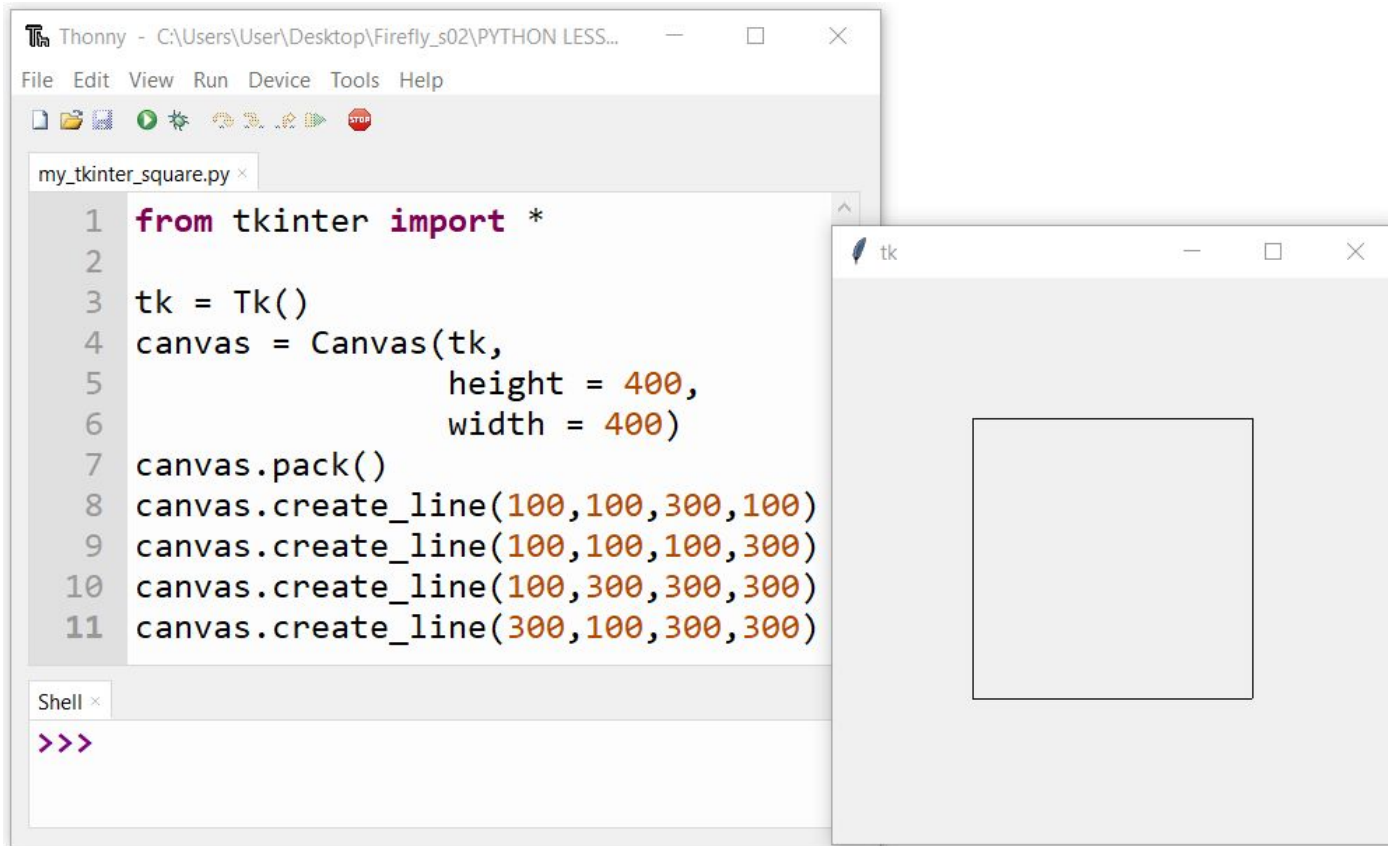 Thonny - C:\Users\User\Desktop\Firefly_s02\PYTHON LESS...
File Edit View Run Device Tools Help
STOP
my_tkinter_square.py ×
1 from tkinter import *
2
3 tk = Tk()
4 canvas = Canvas(tk,
5                 height = 400,
6                 width = 400)
7 canvas.pack()
8 canvas.create_line(100,100,300,100)
9 canvas.create_line(100,100,100,300)
10 canvas.create_line(100,300,300,300)
11 canvas.create_line(300,100,300,300)
Shell ×
>>>
tk